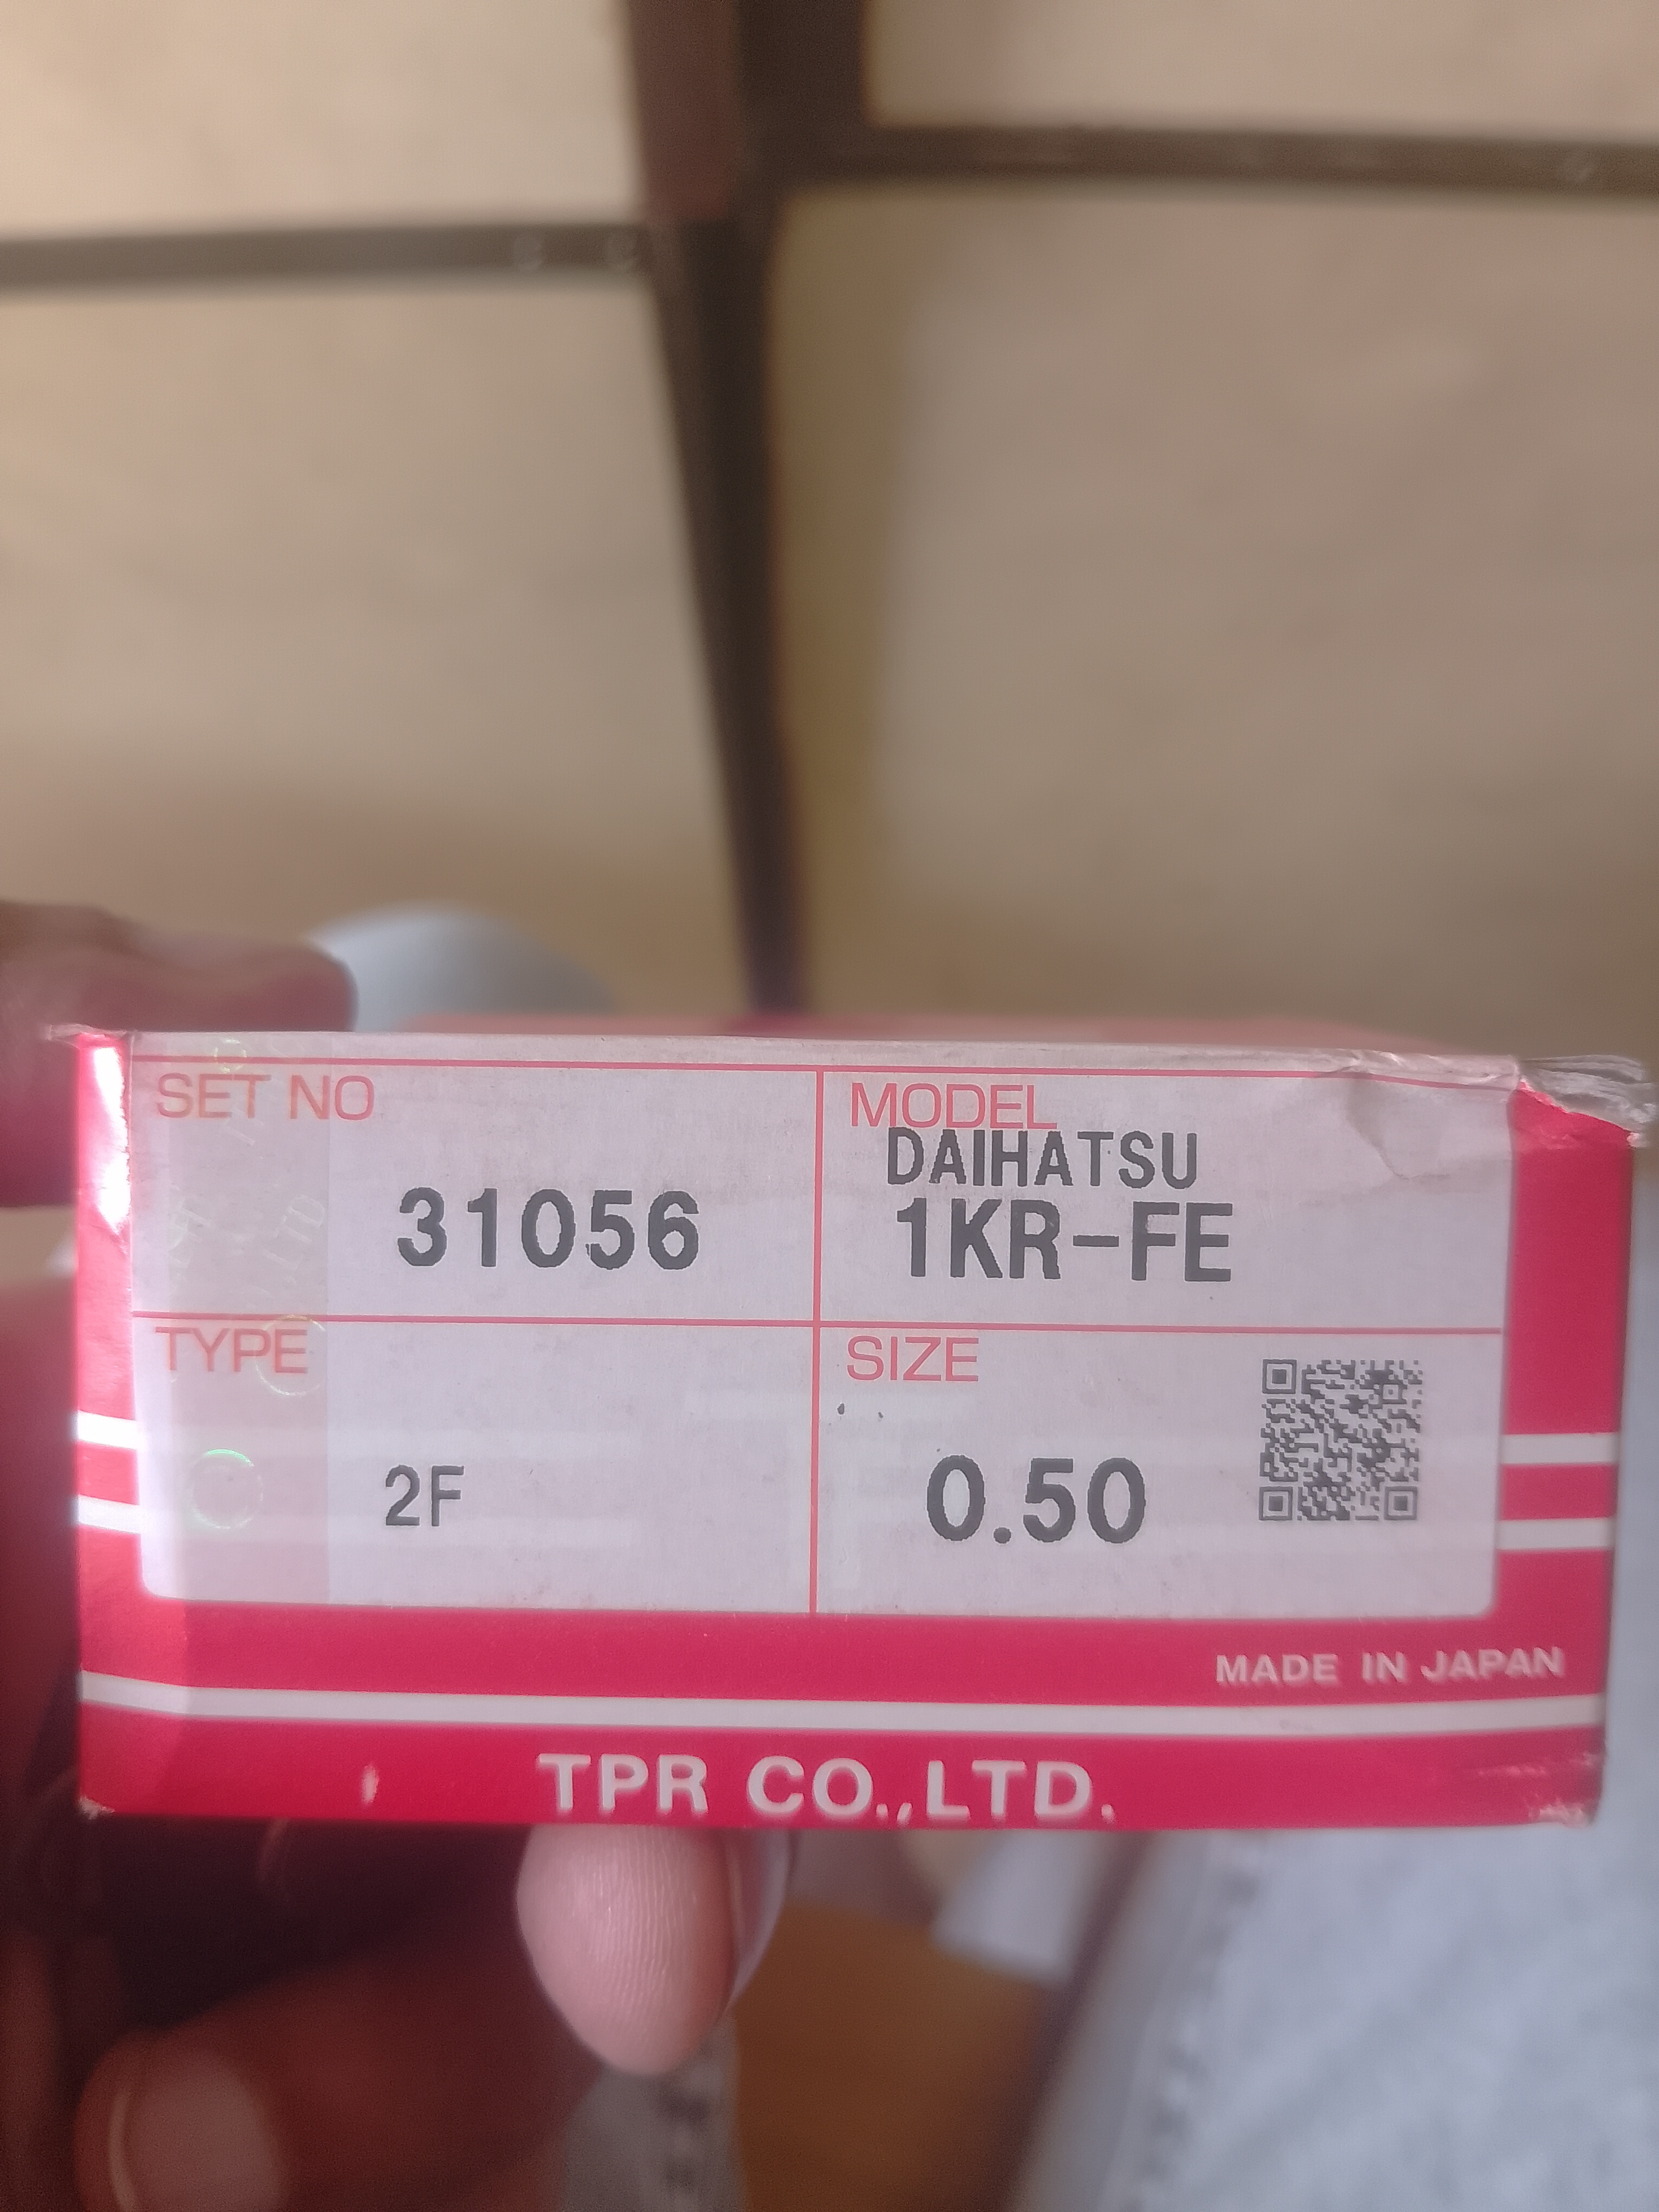 SET NO
31056
MODEL
DAIHATSU
1KR-FE
TYPE
2F
SIZE
0.50
MADE IN JAPAN
TPR CO.,LTD.